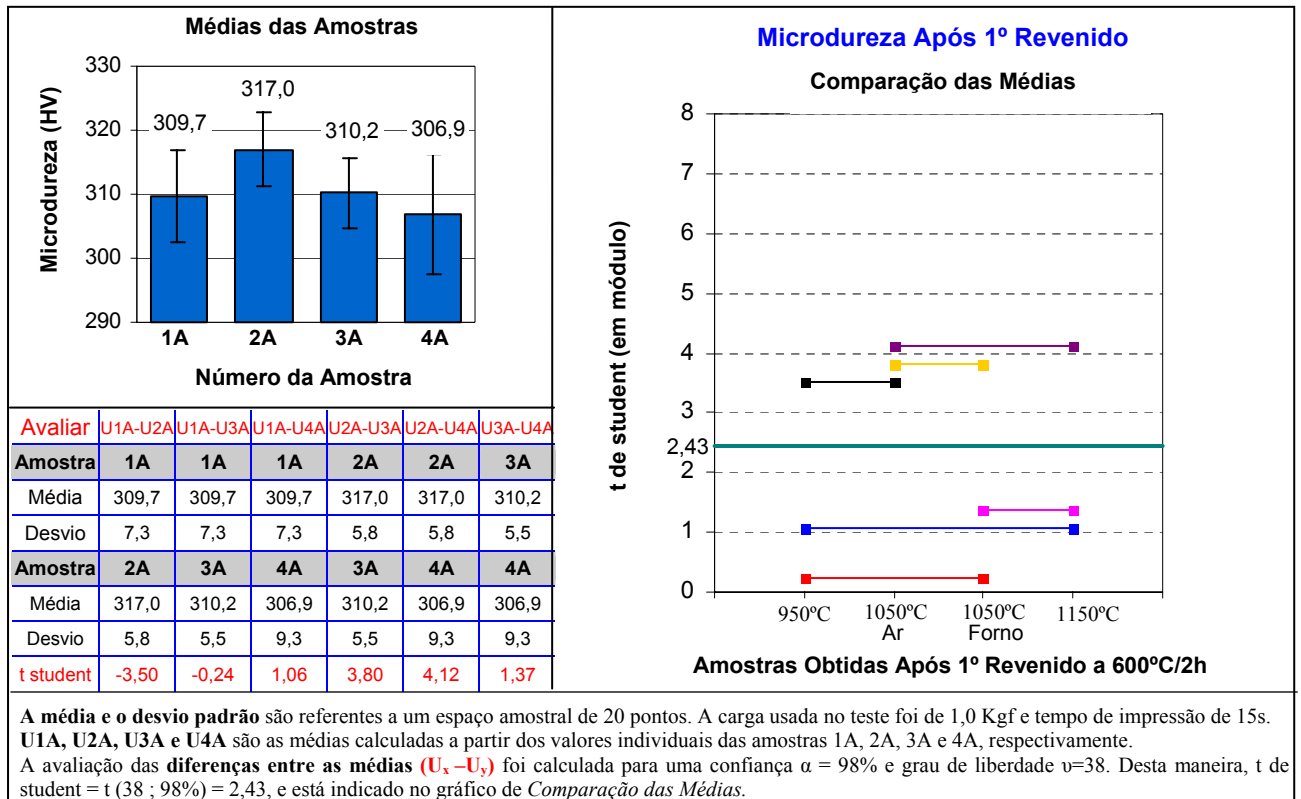 Médias das Amostras
Microdureza (HV)
330
320
310
300
290
309,7
317,0
310,2
306,9
1A 2A 3A 4A
Número da Amostra
Avaliar U1A-U2A U1A-U3A U1A-U4A U2A-U3A U2A-U4A U3A-U4A
Amostra 1A 1A 1A 2A 2A 3A
Média 309,7 309,7 309,7 317,0 317,0 310,2
Desvio 7,3 7,3 7,3 5,8 5,8 5,5
Amostra 2A 3A 4A 3A 4A 4A
Média 317,0 310,2 306,9 310,2 306,9 306,9
Desvio 5,8 5,5 9,3 5,5 9,3 9,3
t student -3,50 -0,24 1,06 3,80 4,12 1,37
Microdureza Após 1º Revenido
Comparação das Médias
t de student (em módulo)
8
7
6
5
4
3
2,43
2
1
0
950ºC 1050ºC 1050ºC 1150ºC
Ar Forno
Amostras Obtidas Após 1º Revenido a 600ºC/2h
A média e o desvio padrão são referentes a um espaço amostral de 20 pontos. A carga usada no teste foi de 1,0 Kgf e tempo de impressão de 15s.
U1A, U2A, U3A e U4A são as médias calculadas a partir dos valores individuais das amostras 1A, 2A, 3A e 4A, respectivamente.
A avaliação das diferenças entre as médias (Ux –Uy) foi calculada para uma confiança α = 98% e grau de liberdade υ=38. Desta maneira, t de
student = t (38 ; 98%) = 2,43, e está indicado no gráfico de Comparação das Médias.